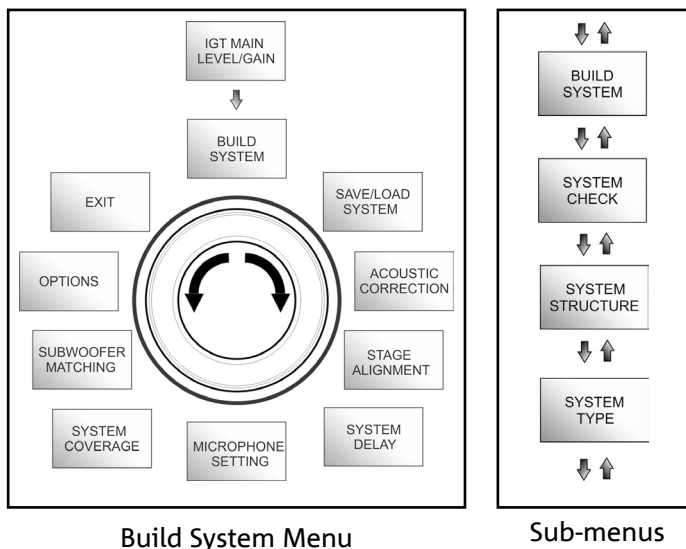 IGT MAIN
LEVEL/GAIN
BUILD
SYSTEM
EXIT
SAVE/LOAD
SYSTEM
OPTIONS
ACOUSTIC
CORRECTION
SUBWOOFER
MATCHING
STAGE
ALIGNMENT
SYSTEM
COVERAGE
MICROPHONE
SETTING
SYSTEM
DELAY
Build System Menu
BUILD
SYSTEM
SYSTEM
CHECK
SYSTEM
STRUCTURE
SYSTEM
TYPE
Sub-menus